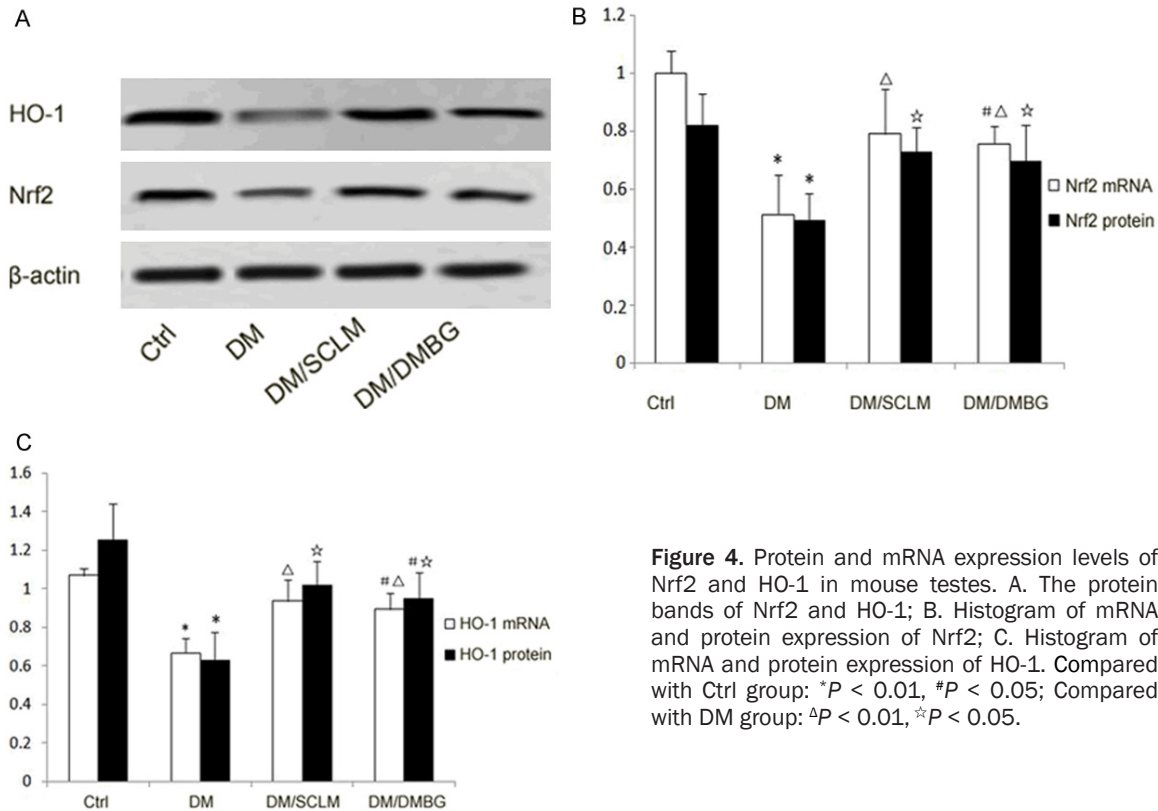 A
HO-1
Nrf2
β-actin
Ctrl
DM
DM/SCLM
DM/DMBG
B
1.2
1
0.8
0.6
0.4
0.2
0
△
☆
# △
☆
*
*
Nrf2 mRNA
Nrf2 protein
Ctrl
DM
DM/SCLM
DM/DMBG
C
1.6
1.4
1.2
1
0.8
0.6
0.4
0.2
0
*
*
△
☆
# △
# ☆
HO-1 mRNA
HO-1 protein
Ctrl
DM
DM/SCLM
DM/DMBG
Figure 4. Protein and mRNA expression levels of
Nrf2 and HO-1 in mouse testes. A. The protein
bands of Nrf2 and HO-1; B. Histogram of mRNA
and protein expression of Nrf2; C. Histogram of
mRNA and protein expression of HO-1. Compared
with Ctrl group: *P < 0.01, #P < 0.05; Compared
with DM group: ΔP < 0.01, ☆P < 0.05.